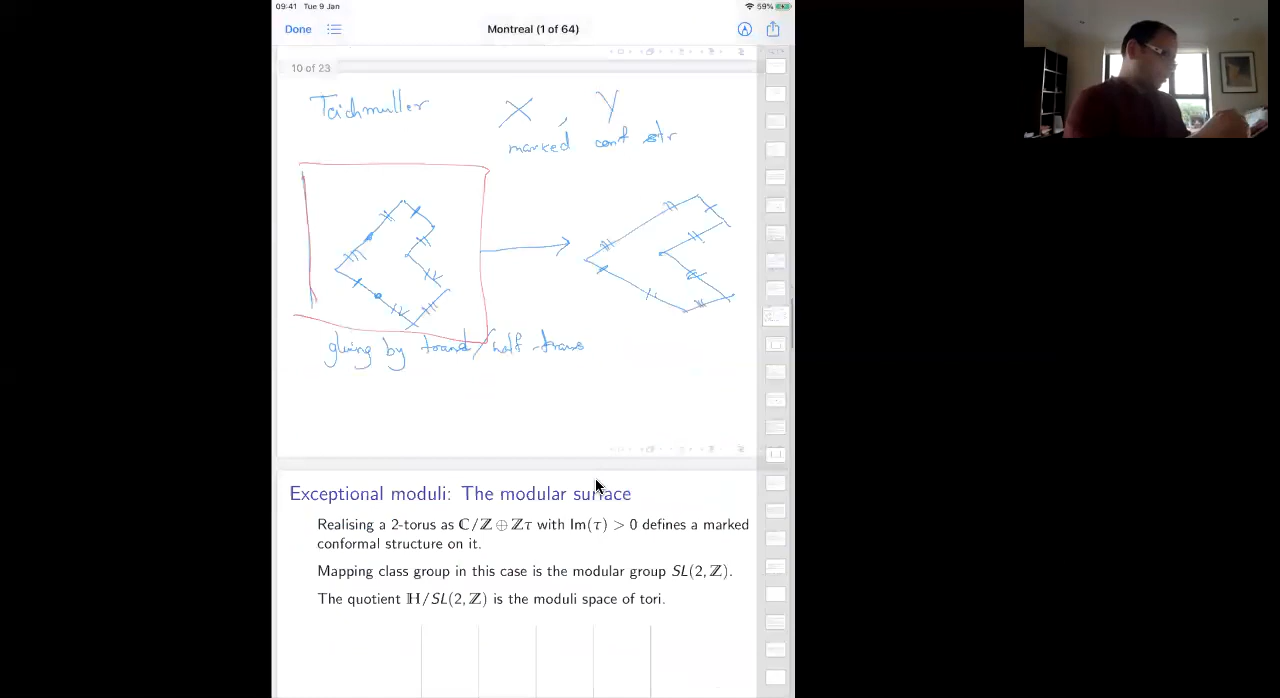 09:41 Tue 9 Jan
59%
Done
Montreal (1 of 64)
10 of 23
Teichmuller
X , Y
marked conf str
gluing by
Exceptional moduli: The modular surface
Realising a 2-torus as ℂ/ℤ ⊕ ℤτ with Im(τ) > 0 defines a marked
conformal structure on it.
Mapping class group in this case is the modular group SL(2, ℤ).
The quotient ℍ/SL(2, ℤ) is the moduli space of tori.